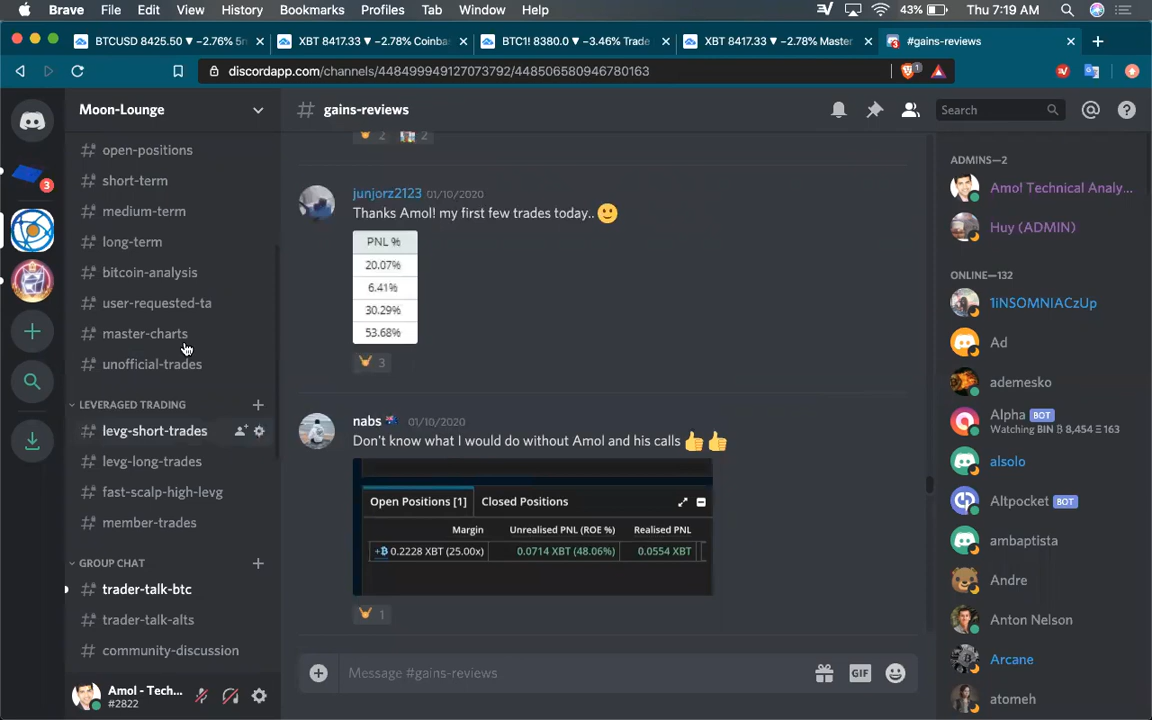 Brave File Edit View History Bookmarks Profiles Tab Window Help 43% Thu 7:19 AM
BTCUSD 8425.50 ▼ −2.76% 5m × XBT 8417.33 ▼ −2.78% Coinba × BTC1! 8380.0 ▼ −3.46% Trade × XBT 8417.33 ▼ −2.78% Master × #gains-reviews ×
discordapp.com/channels/448499949127073792/448506580946780163 1
Moon-Lounge
# gains-reviews
Search
open-positions
short-term
medium-term
long-term
bitcoin-analysis
user-requested-ta
master-charts
unofficial-trades
LEVERAGED TRADING
levg-short-trades
levg-long-trades
fast-scalp-high-levg
member-trades
GROUP CHAT
trader-talk-btc
trader-talk-alts
community-discussion
Amol - Tech...
#2822
3
2 2
junjorz2123 01/10/2020
Thanks Amol! my first few trades today..
PNL %
20.07%
6.41%
30.29%
53.68%
3
nabs 01/10/2020
Don't know what I would do without Amol and his calls
Open Positions [1] Closed Positions
Margin Unrealised PNL (ROE %) Realised PNL
0.2228 XBT (25.00x) 0.0714 XBT (48.06%) 0.0554 XBT
1
Message #gains-reviews
GIF
ADMINS—2
Amol Technical Analy...
Huy (ADMIN)
ONLINE—132
1iNSOMNIACzUp
Ad
ademesko
Alpha BOT
Watching BIN ₿ 8,454 Ξ 163
alsolo
Altpocket BOT
ambaptista
Andre
Anton Nelson
Arcane
atomeh